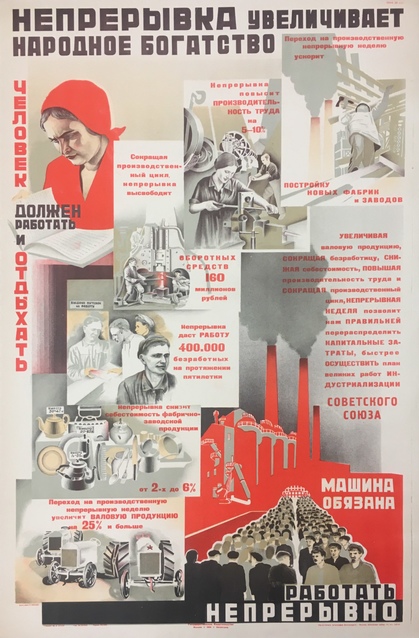 НЕПРЕРЫВКА УВЕЛИЧИВАЕТ
НАРОДНОЕ БОГАТСТВО
Переход на производственную
непрерывную неделю
ускорит
ПОСТРОЙКУ
НОВЫХ ФАБРИК
и ЗАВОДОВ
Непрерывка
повысит
ПРОИЗВОДИТЕЛЬ-
НОСТЬ ТРУДА
на
5–10%
ЧЕЛОВЕК
ДОЛЖЕН
РАБОТАТЬ
И
ОТДЫХАТЬ
Сокращая
производствен-
ный цикл,
непрерывка
высвободит
ОБОРОТНЫХ
СРЕДСТВ
160
миллионов
рублей
УВЕЛИЧИВАЯ
валовую продукцию,
СОКРАЩАЯ безработицу, СНИ-
ЖАЯ себестоимость, ПОВЫШАЯ
производительность труда и
СОКРАЩАЯ производственный
цикл, НЕПРЕРЫВНАЯ
НЕДЕЛЯ позволит
нам ПРАВИЛЬНЕЙ
перераспределить
КАПИТАЛЬНЫЕ ЗА-
ТРАТЫ, быстрее
ОСУЩЕСТВИТЬ план
великих работ ИН-
ДУСТРИАЛИЗАЦИИ
СОВЕТСКОГО
СОЮЗА
Непрерывка
даст РАБОТУ
400.000
безработных
на протяжении
пятилетки
Непрерывка снизит
себестоимость фабрично-
заводской
продукции
от 2-х до 6%
Переход на производственную
непрерывную неделю
увеличит ВАЛОВУЮ ПРОДУКЦИЮ
на 25% и больше
МАШИНА
ОБЯЗАНА
РАБОТАТЬ
НЕПРЕРЫВНО